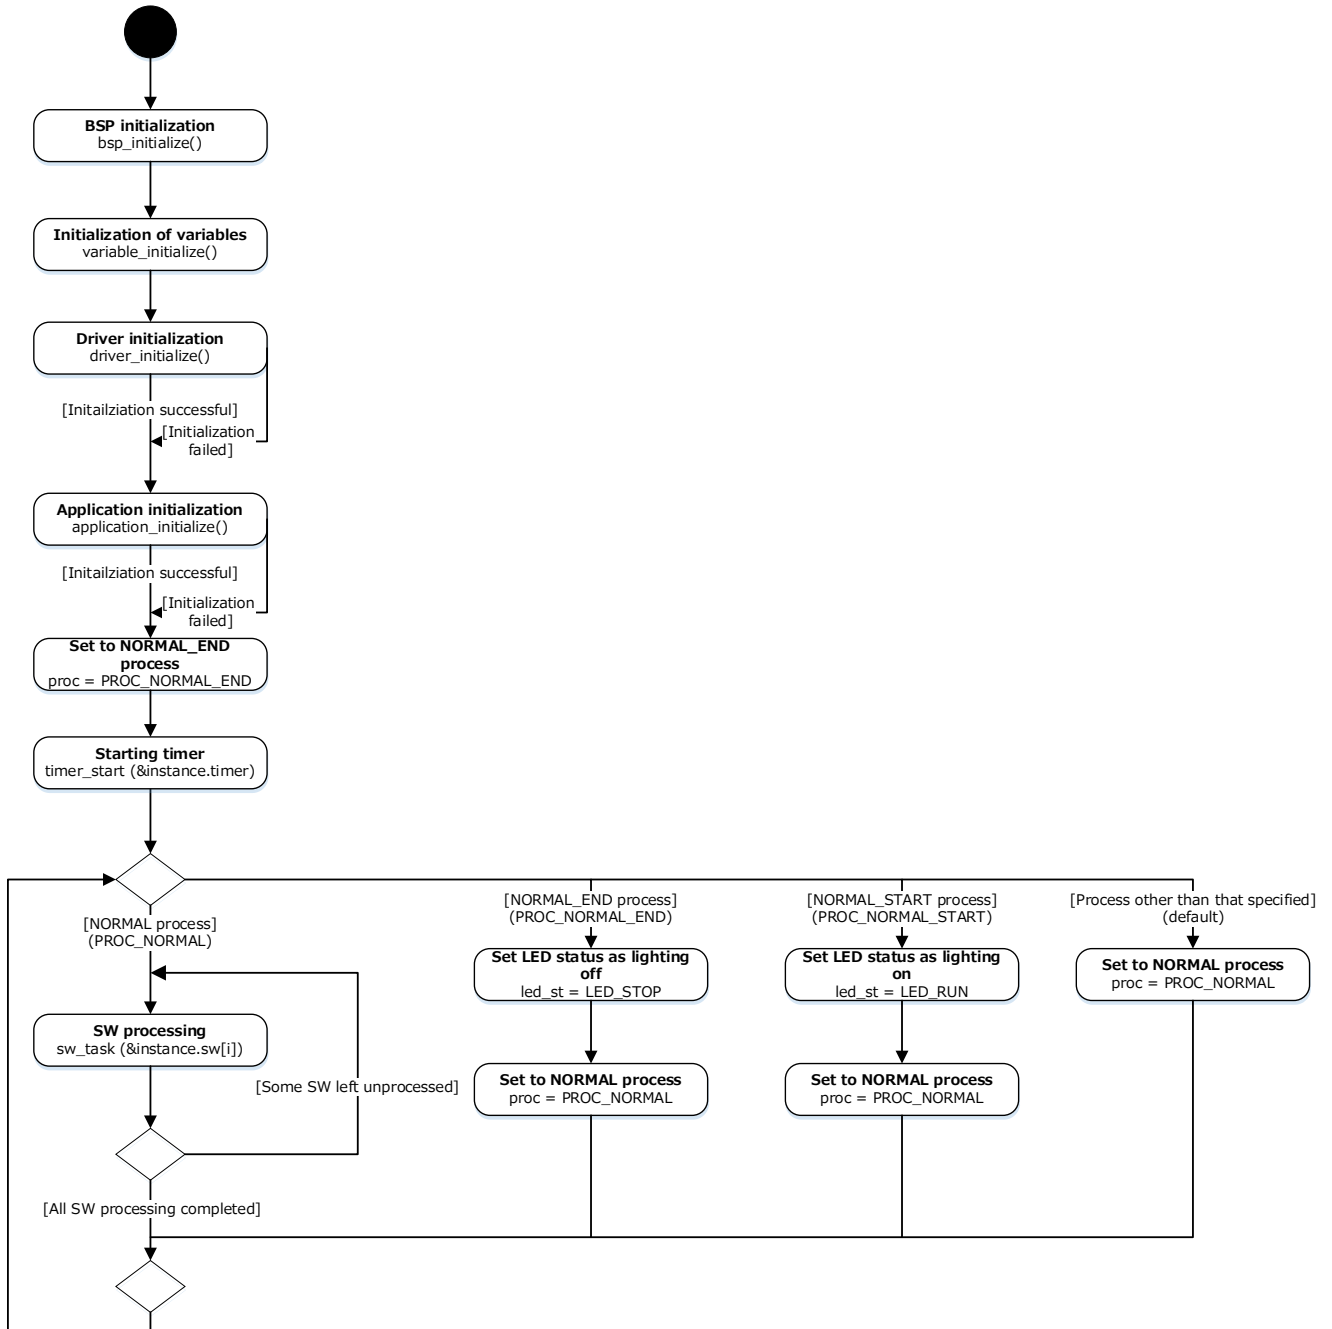 BSP initialization
bsp_initialize()
Initialization of variables
variable_initialize()
Driver initialization
driver_initialize()
[Initailziation successful]
[Initialization
failed]
Application initialization
application_initialize()
[Initailziation successful]
[Initialization
failed]
Set to NORMAL_END
process
proc = PROC_NORMAL_END
Starting timer
timer_start (&instance.timer)
[NORMAL process]
(PROC_NORMAL)
[NORMAL_END process]
(PROC_NORMAL_END)
[NORMAL_START process]
(PROC_NORMAL_START)
[Process other than that specified]
(default)
Set LED status as lighting
off
led_st = LED_STOP
Set LED status as lighting
on
led_st = LED_RUN
Set to NORMAL process
proc = PROC_NORMAL
SW processing
sw_task (&instance.sw[i])
[Some SW left unprocessed]
Set to NORMAL process
proc = PROC_NORMAL
Set to NORMAL process
proc = PROC_NORMAL
[All SW processing completed]